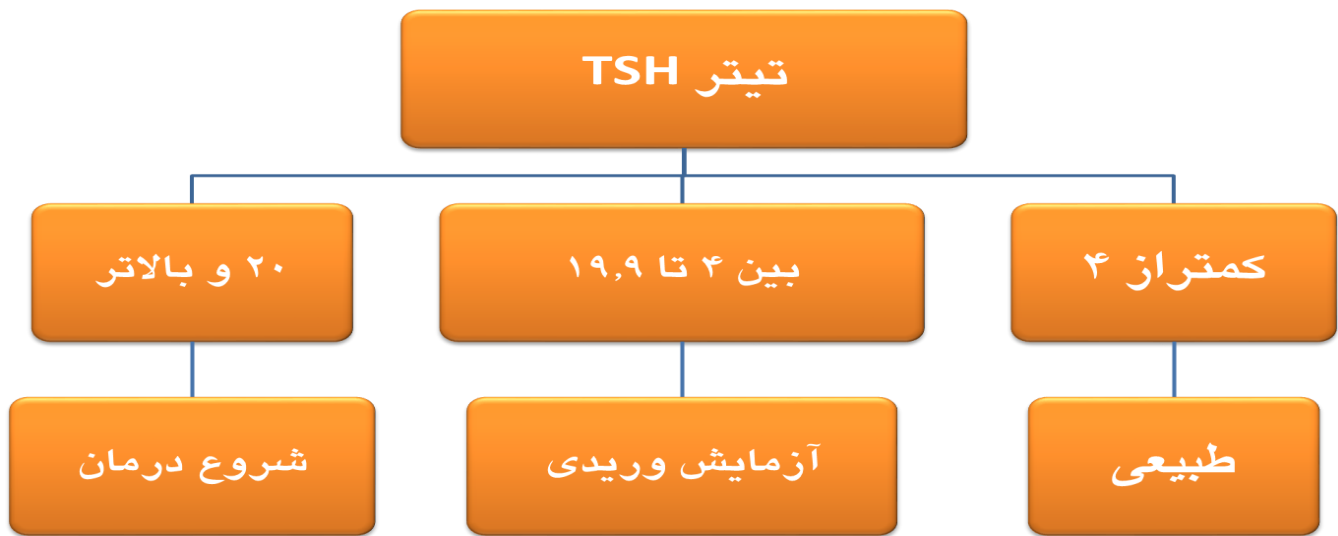 تیتر TSH
کمتراز ۴
بین ۴ تا ۱۹,۹
۲۰ و بالاتر
طبیعی
آزمایش وریدی
شروع درمان